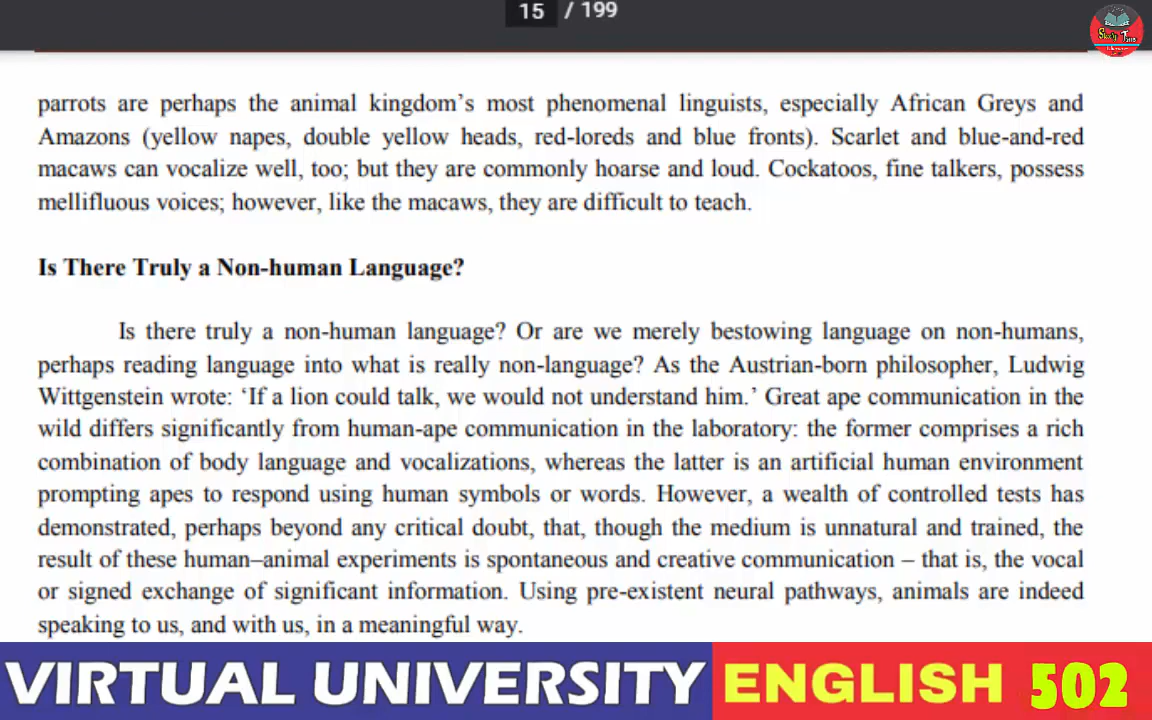 15 / 199
Study Time
parrots are perhaps the animal kingdom's most phenomenal linguists, especially African Greys and
Amazons (yellow napes, double yellow heads, red-loreds and blue fronts). Scarlet and blue-and-red
macaws can vocalize well, too; but they are commonly hoarse and loud. Cockatoos, fine talkers, possess
mellifluous voices; however, like the macaws, they are difficult to teach.
Is There Truly a Non-human Language?
Is there truly a non-human language? Or are we merely bestowing language on non-humans,
perhaps reading language into what is really non-language? As the Austrian-born philosopher, Ludwig
Wittgenstein wrote: ‘If a lion could talk, we would not understand him.’ Great ape communication in the
wild differs significantly from human-ape communication in the laboratory: the former comprises a rich
combination of body language and vocalizations, whereas the latter is an artificial human environment
prompting apes to respond using human symbols or words. However, a wealth of controlled tests has
demonstrated, perhaps beyond any critical doubt, that, though the medium is unnatural and trained, the
result of these human–animal experiments is spontaneous and creative communication – that is, the vocal
or signed exchange of significant information. Using pre-existent neural pathways, animals are indeed
speaking to us, and with us, in a meaningful way.
VIRTUAL UNIVERSITY ENGLISH 502